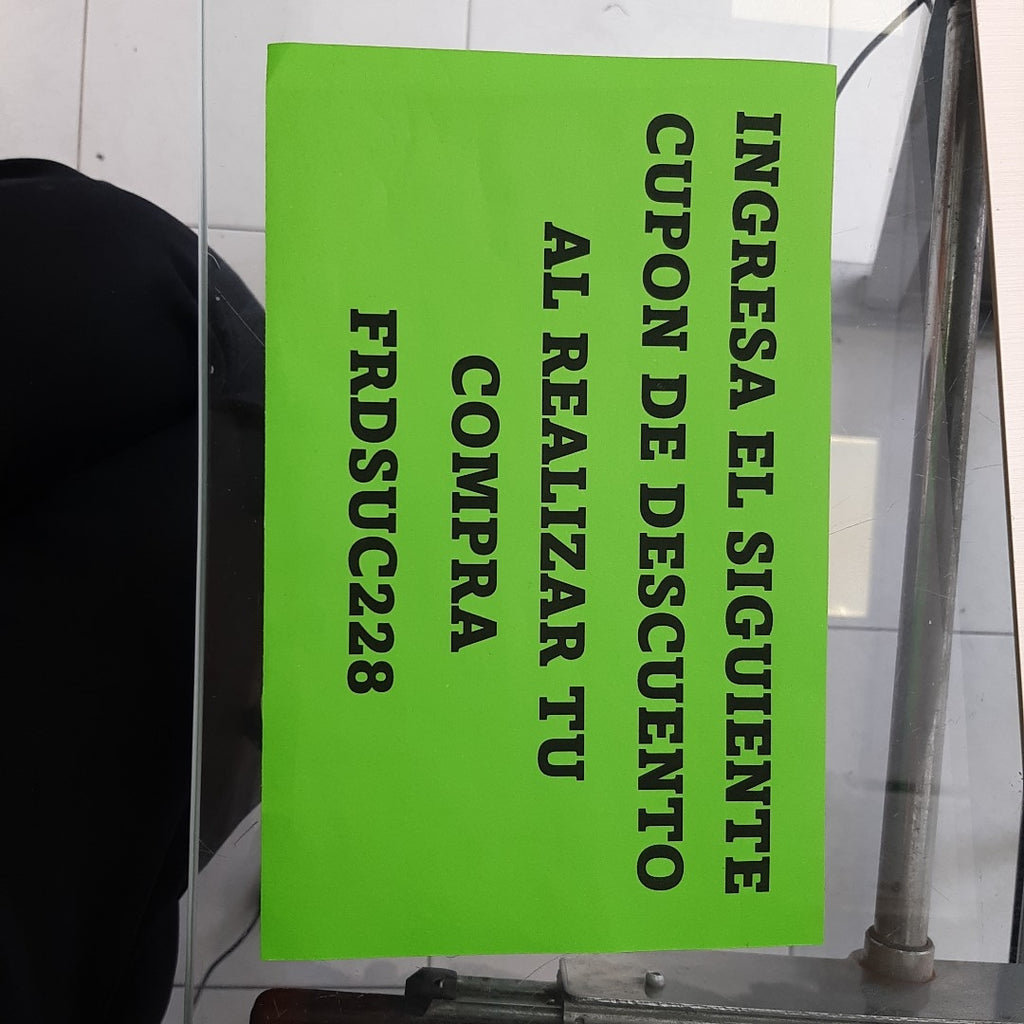 INGRESA EL SIGUIENTE
CUPON DE DESCUENTO
AL REALIZAR TU
COMPRA
FRDSUC228